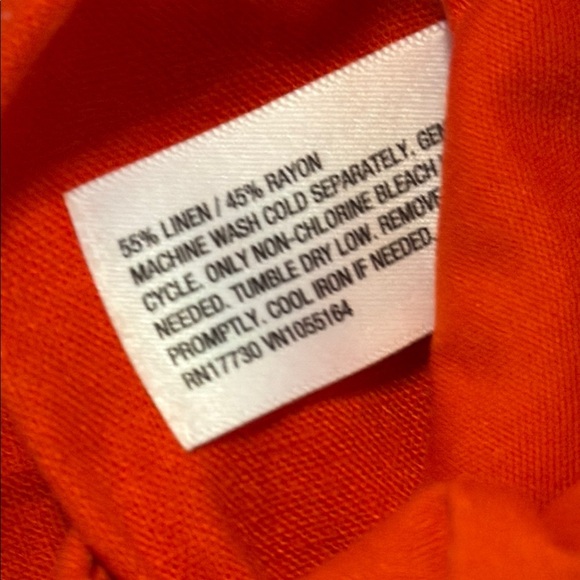 55% LINEN / 45% RAYON
MACHINE WASH COLD SEPARATELY. GEN
CYCLE. ONLY NON-CHLORINE BLEACH
NEEDED. TUMBLE DRY LOW. REMOVE
PROMPTLY. COOL IRON IF NEEDED.
RN17730 VN1055164